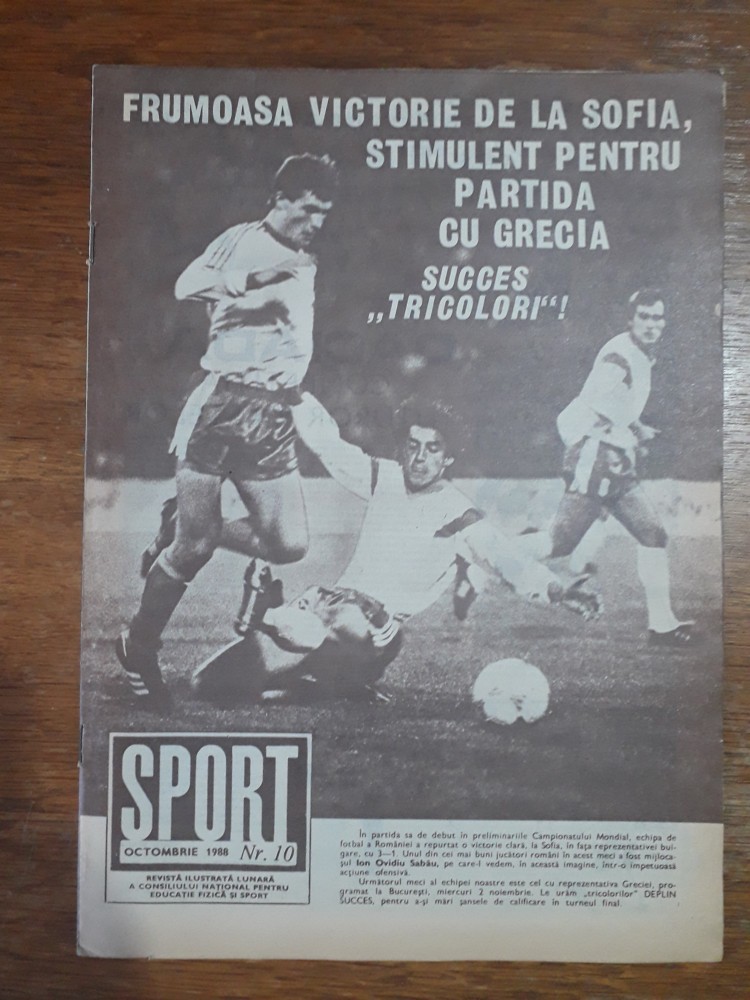 FRUMOASA VICTORIE DE LA SOFIA,
STIMULENT PENTRU
PARTIDA
CU GRECIA
SUCCES
„TRICOLORI“!
SPORT
OCTOMBRIE 1988 Nr. 10
REVISTĂ ILUSTRATĂ LUNARĂ
A CONSILIULUI NAȚIONAL PENTRU
EDUCAȚIE FIZICĂ ȘI SPORT
În partida sa de debut în preliminariile Campionatului Mondial, echipa de
fotbal a României a repurtat o victorie clară, la Sofia, în fața reprezentativei bul-
gare, cu 3—1. Unul din cei mai buni jucători români în acest meci a fost mijloca-
șul Ion Ovidiu Sabău, pe care-l vedem, în această imagine, într-o impetuoasă
acțiune ofensivă.
Următorul meci al echipei noastre este cel cu reprezentativa Greciei, pro-
gramat la București, miercuri 2 noiembrie. Le urăm „tricolorilor” DEPLIN
SUCCES, pentru a-și mări șansele de calificare în turneul final.